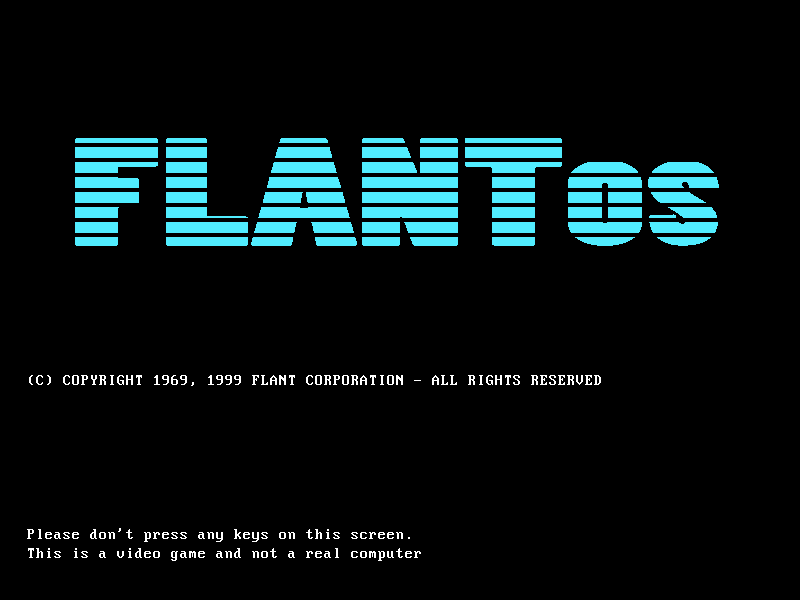 FLANTos
(C) COPYRIGHT 1969, 1999 FLANT CORPORATION - ALL RIGHTS RESERVED
Please don't press any keys on this screen.
This is a video game and not a real computer